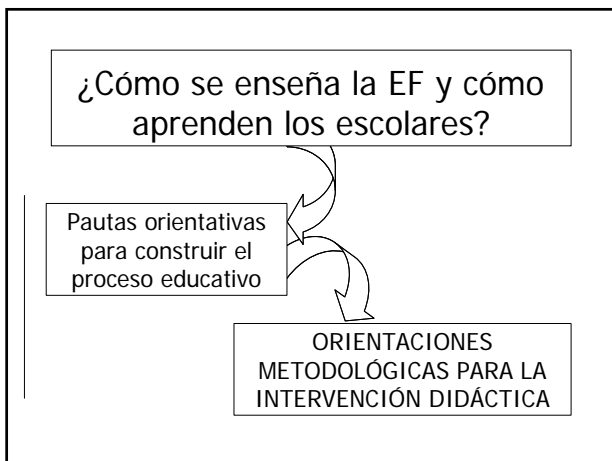 ¿Cómo se enseña la EF y cómo
aprenden los escolares?
Pautas orientativas
para construir el
proceso educativo
ORIENTACIONES
METODOLÓGICAS PARA LA
INTERVENCIÓN DIDÁCTICA